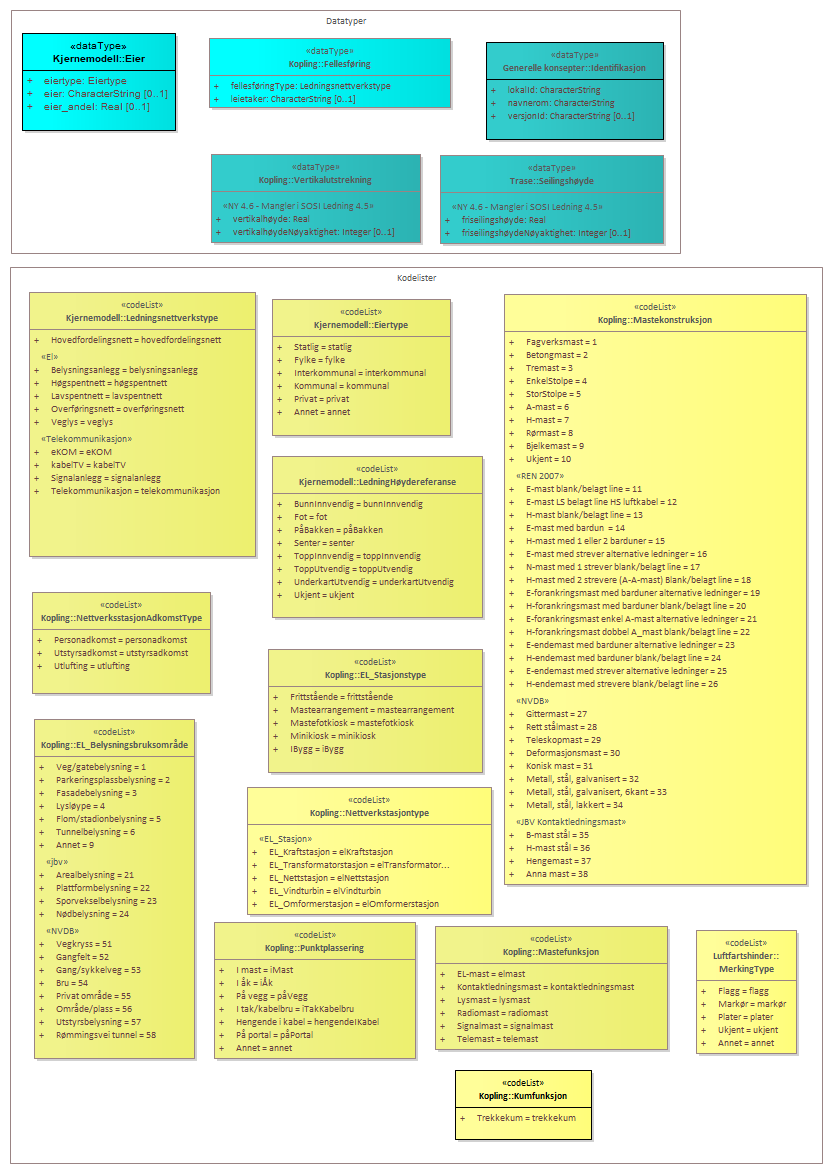 Datatyper
«dataType»
Kjernemodell::Eier
+ eiertype: Eiertype
+ eier: CharacterString [0..1]
+ eier_andel: Real [0..1]
«dataType»
Kopling::Fellesføring
+ fellesføringType: Ledningsnettverkstype
+ leietaker: CharacterString [0..1]
«dataType»
Generelle konsepter::Identifikasjon
+ lokalId: CharacterString
+ navnerom: CharacterString
+ versjonId: CharacterString [0..1]
«dataType»
Kopling::Vertikalutstrekning
«NY 4.6 - Mangler i SOSI Ledning 4.5»
+ vertikalhøyde: Real
+ vertikalhøydeNøyaktighet: Integer [0..1]
«dataType»
Trase::Seilingshøyde
«NY 4.6 - Mangler i SOSI Ledning 4.5»
+ friseilingshøyde: Real
+ friseilingshøydeNøyaktighet: Integer [0..1]
Kodelister
«codeList»
Kjernemodell::Ledningsnettverkstype
+ Hovedfordelingsnett = hovedfordelingsnett
«El»
+ Belysningsanlegg = belysningsanlegg
+ Høgspentnett = høgspentnett
+ Lavspentnett = lavspentnett
+ Overføringsnett = overføringsnett
+ Veglys = veglys
«Telekommunikasjon»
+ eKOM = eKOM
+ kabelTV = kabelTV
+ Signalanlegg = signalanlegg
+ Telekommunikasjon = telekommunikasjon
«codeList»
Kjernemodell::Eiertype
+ Statlig = statlig
+ Fylke = fylke
+ Interkommunal = interkommunal
+ Kommunal = kommunal
+ Privat = privat
+ Annet = annet
«codeList»
Kopling::Mastekonstruksjon
+ Fagverksmast = 1
+ Betongmast = 2
+ Tremast = 3
+ EnkelStolpe = 4
+ StorStolpe = 5
+ A-mast = 6
+ H-mast = 7
+ Rørmast = 8
+ Bjelkemast = 9
+ Ukjent = 10
«REN 2007»
+ E-mast blank/belagt line = 11
+ E-mast LS belagt line HS luftkabel = 12
+ H-mast blank/belagt line = 13
+ E-mast med bardun = 14
+ H-mast med 1 eller 2 barduner = 15
+ E-mast med strever alternative ledninger = 16
+ N-mast med 1 strever blank/belagt line = 17
+ H-mast med 2 strevere (A-A-mast) Blank/belagt line = 18
+ E-forankringsmast med barduner alternative ledninger = 19
+ H-forankringsmast med barduner blank/belagt line = 20
+ E-forankringsmast enkel A-mast alternative ledninger = 21
+ H-forankringsmast dobbel A_mast blank/belagt line = 22
+ E-endemast med barduner alternative ledninger = 23
+ H-endemast med barduner blank/belagt line = 24
+ E-endemast med strever alternative ledninger = 25
+ H-endemast med strevere blank/belagt line = 26
«NVDB»
+ Gittermast = 27
+ Rett stålmast = 28
+ Teleskopmast = 29
+ Deformasjonsmast = 30
+ Konisk mast = 31
+ Metall, stål, galvanisert = 32
+ Metall, stål, galvanisert, 6kant = 33
+ Metall, stål, lakkert = 34
«JBV Kontaktledningsmast»
+ B-mast stål = 35
+ H-mast stål = 36
+ Hengemast = 37
+ Anna mast = 38
«codeList»
Kjernemodell::LedningHøydereferanse
+ BunnInnvendig = bunnInnvendig
+ Fot = fot
+ PåBakken = påBakken
+ Senter = senter
+ ToppInnvendig = toppInnvendig
+ ToppUtvendig = toppUtvendig
+ UnderkantUtvendig = underkantUtvendig
+ Ukjent = ukjent
«codeList»
Kopling::NettverksstasjonAdkomstType
+ Personadkomst = personadkomst
+ Utstyrsadkomst = utstyrsadkomst
+ Utlufting = utlufting
«codeList»
Kopling::EL_Stasjonstype
+ Frittstående = frittstående
+ Mastearrangement = mastearrangement
+ Mastefotkiosk = mastefotkiosk
+ Minikiosk = minikiosk
+ IBygg = iBygg
«codeList»
Kopling::EL_Belysningsbruksområde
+ Veg/gatebelysning = 1
+ Parkeringsplassbelysning = 2
+ Fasadebelysning = 3
+ Lysløype = 4
+ Flom/stadionbelysning = 5
+ Tunnelbelysning = 6
+ Annet = 9
«jbv»
+ Arealbelysning = 21
+ Plattformbelysning = 22
+ Sporvekselbelysning = 23
+ Nødbelysning = 24
«NVDB»
+ Vegkryss = 51
+ Gangfelt = 52
+ Gang/sykkelveg = 53
+ Bru = 54
+ Privat område = 55
+ Område/plass = 56
+ Utstyrsbelysning = 57
+ Rømmingsvei tunnel = 58
«codeList»
Kopling::Nettverkstasjontype
«EL_Stasjon»
+ EL_Kraftstasjon = elKraftstasjon
+ EL_Transformatorstasjon = elTransformator...
+ EL_Nettstasjon = elNettstasjon
+ EL_Vindturbin = elVindturbin
+ EL_Omformerstasjon = elOmformerstasjon
«codeList»
Kopling::Punktplassering
+ I mast = iMast
+ I åk = iÅk
+ På vegg = påVegg
+ I tak/kabelbru = iTakKabelbru
+ Hengende i kabel = hengendeIKabel
+ På portal = påPortal
+ Annet = annet
«codeList»
Kopling::Mastefunksjon
+ EL-mast = elmast
+ Kontaktledningsmast = kontaktledningsmast
+ Lysmast = lysmast
+ Radiomast = radiomast
+ Signalmast = signalmast
+ Telemast = telemast
«codeList»
Luftfartshinder::
MerkingType
+ Flagg = flagg
+ Markør = markør
+ Plater = plater
+ Ukjent = ukjent
+ Annet = annet
«codeList»
Kopling::Kumfunksjon
+ Trekkekum = trekkekum